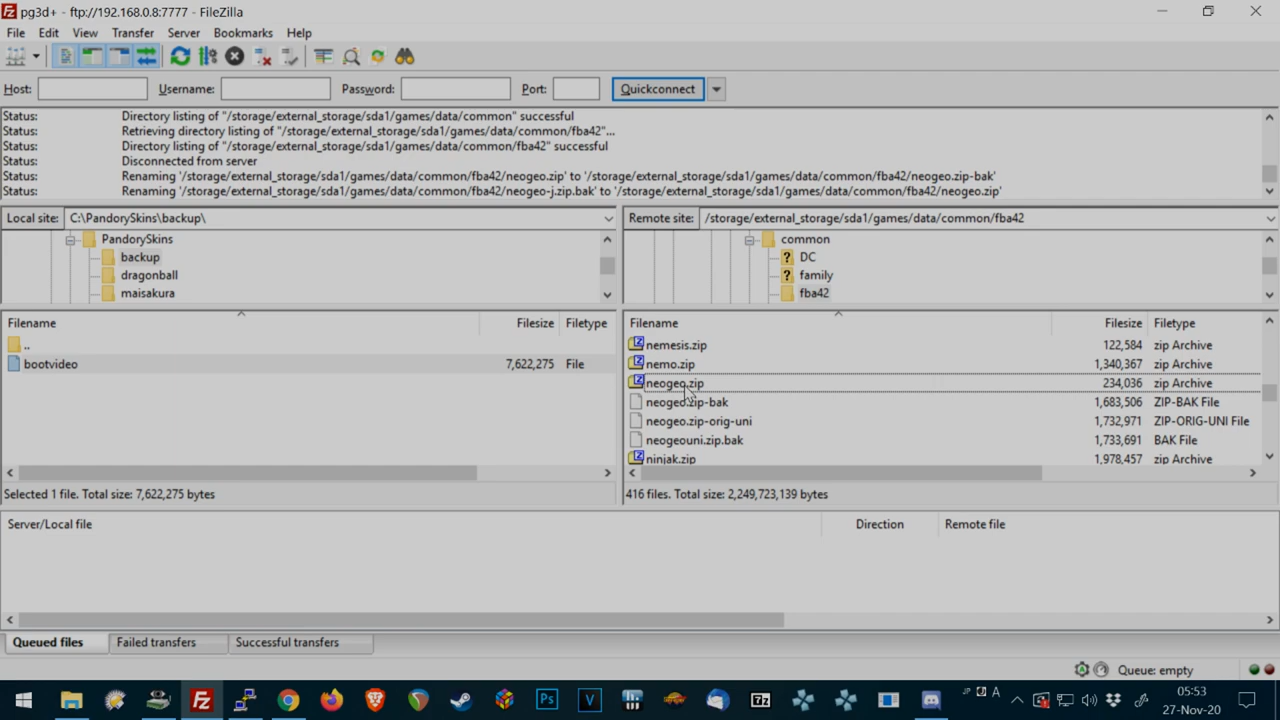 pg3d+ - ftp://192.168.0.8:7777 - FileZilla
File Edit View Transfer Server Bookmarks Help
Host: Username: Password: Port: Quickconnect
Status: Directory listing of "/storage/external_storage/sda1/games/data/common" successful
Status: Retrieving directory listing of "/storage/external_storage/sda1/games/data/common/fba42"...
Status: Directory listing of "/storage/external_storage/sda1/games/data/common/fba42" successful
Status: Disconnected from server
Status: Renaming '/storage/external_storage/sda1/games/data/common/fba42/neogeo.zip' to '/storage/external_storage/sda1/games/data/common/fba42/neogeo.zip-bak'
Status: Renaming '/storage/external_storage/sda1/games/data/common/fba42/neogeo-j.zip.bak' to '/storage/external_storage/sda1/games/data/common/fba42/neogeo.zip'
Local site: C:\PandorySkins\backup\ Remote site: /storage/external_storage/sda1/games/data/common/fba42
PandorySkins common
backup ? DC
dragonball ? family
maisakura fba42
Filename Filesize Filetype Filename Filesize Filetype
.. nemesis.zip 122,584 zip Archive
bootvideo 7,622,275 File nemo.zip 1,340,367 zip Archive
neogeo.zip 234,036 zip Archive
neogeo.zip-bak 1,683,506 ZIP-BAK File
neogeo.zip-orig-uni 1,732,971 ZIP-ORIG-UNI File
neogeouni.zip.bak 1,733,691 BAK File
ninjak.zip 1,978,457 zip Archive
Selected 1 file. Total size: 7,622,275 bytes 416 files. Total size: 2,249,723,139 bytes
Server/Local file Direction Remote file
Queued files Failed transfers Successful transfers
Queue: empty
JP A 05:53
27-Nov-20